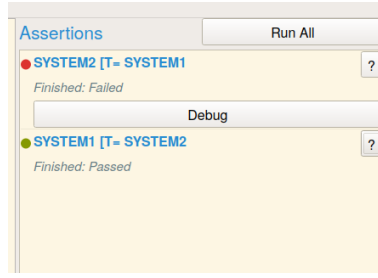 Assertions
Run All
SYSTEM2 [T= SYSTEM1
?
Finished: Failed
Debug
SYSTEM1 [T= SYSTEM2
?
Finished: Passed